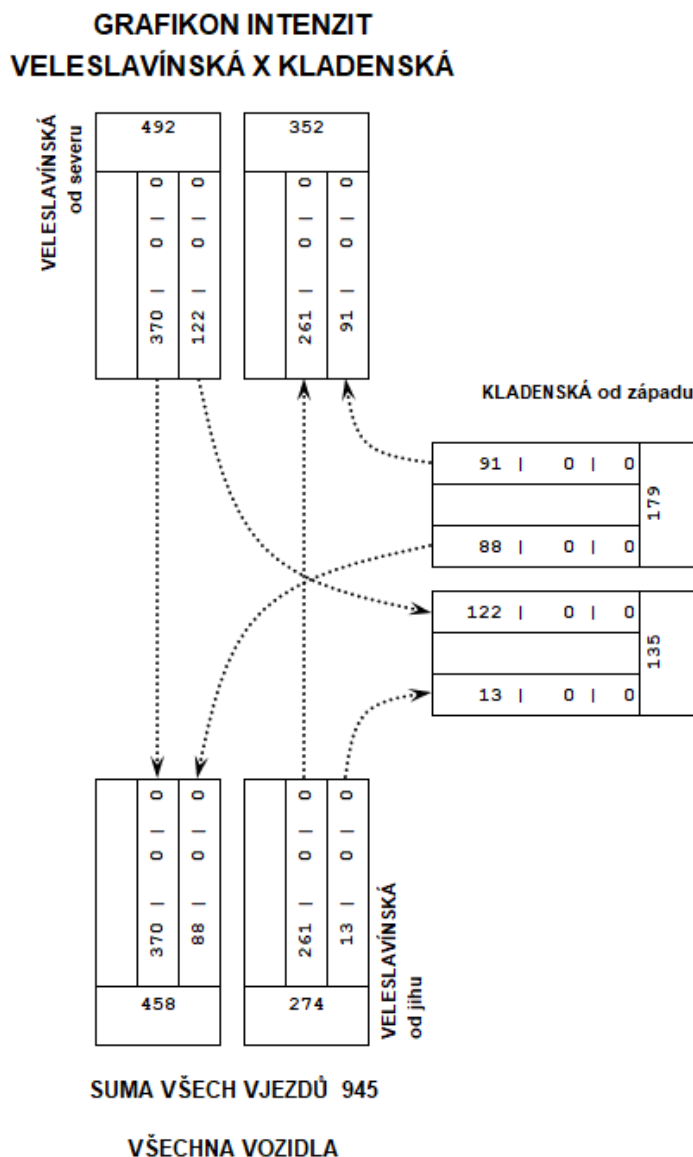 GRAFIKON INTENZIT
VELESLAVÍNSKÁ X KLADENSKÁ
VELESLAVÍNSKÁ
od severu
492
352
370 | 0 | 0
122 | 0 | 0
261 | 0 | 0
91 | 0 | 0
KLADENSKÁ od západu
91 | 0 | 0
88 | 0 | 0
179
122 | 0 | 0
13 | 0 | 0
135
370 | 0 | 0
88 | 0 | 0
261 | 0 | 0
13 | 0 | 0
458
274
VELESLAVÍNSKÁ
od jihu
SUMA VŠECH VJEZDŮ 945
VŠECHNA VOZIDLA